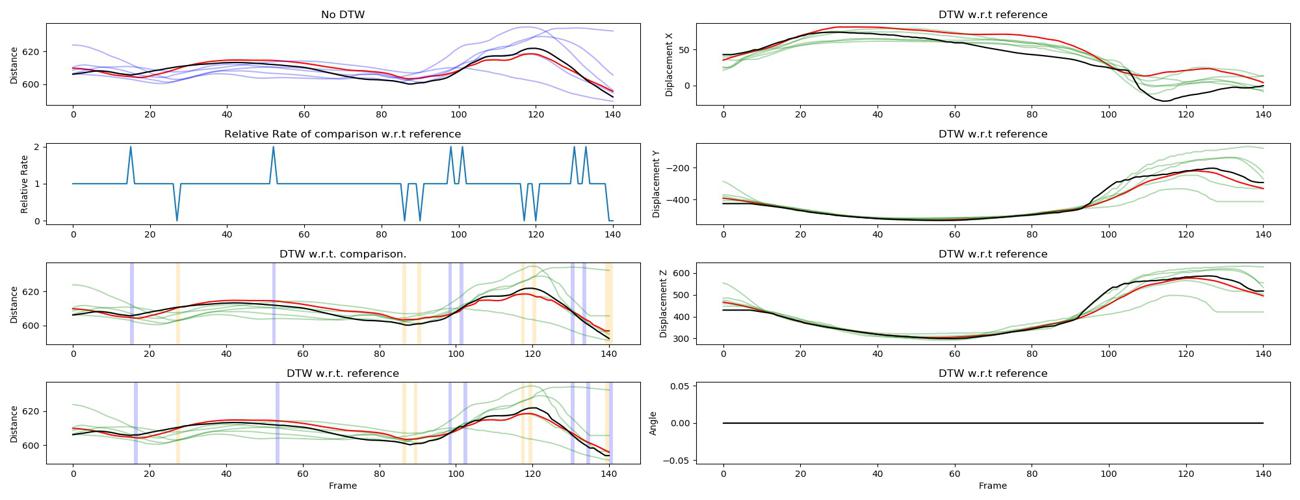 No DTW
Distance
620
600
0 20 40 60 80 100 120 140
Relative Rate of comparison w.r.t reference
Relative Rate
2
1
0
0 20 40 60 80 100 120 140
DTW w.r.t. comparison.
Distance
620
600
0 20 40 60 80 100 120 140
DTW w.r.t. reference
Distance
620
600
0 20 40 60 80 100 120 140
Frame
DTW w.r.t reference
Diplacement X
50
0
0 20 40 60 80 100 120 140
DTW w.r.t reference
Displacement Y
−200
−400
0 20 40 60 80 100 120 140
DTW w.r.t reference
Displacement Z
600
500
400
300
0 20 40 60 80 100 120 140
DTW w.r.t reference
Angle
0.05
0.00
−0.05
0 20 40 60 80 100 120 140
Frame